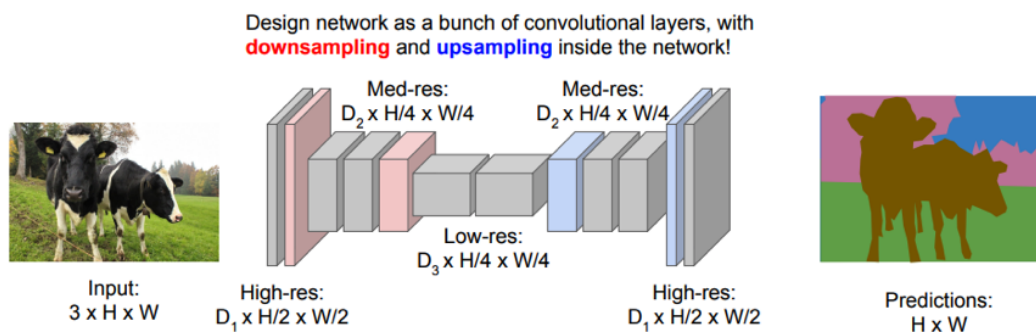 Design network as a bunch of convolutional layers, with
downsampling and upsampling inside the network!
Med-res:
D₂ x H/4 x W/4
Med-res:
D₂ x H/4 x W/4
Low-res:
D₃ x H/4 x W/4
Input:
3 x H x W
High-res:
D₁ x H/2 x W/2
High-res:
D₁ x H/2 x W/2
Predictions:
H x W